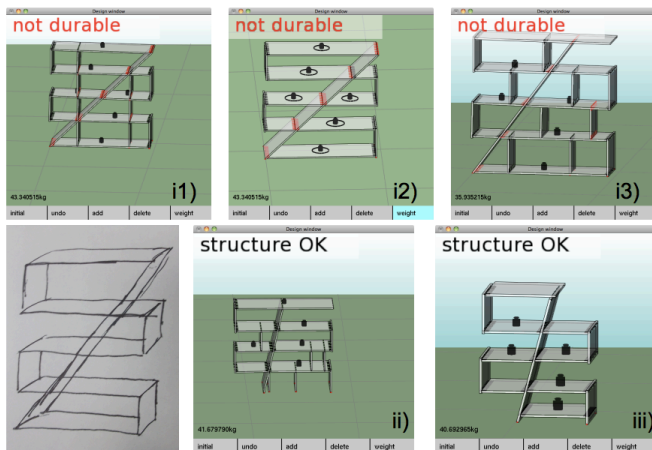 Design window
not durable
i1)
43.340515kg
initial undo add delete weight
Design window
not durable
i2)
43.340515kg
initial undo add delete weight
Design window
not durable
i3)
35.935215kg
initial undo add delete weight
Design window
structure OK
ii)
41.679790kg
initial undo add delete weight
Design window
structure OK
iii)
40.692965kg
initial undo add delete weight